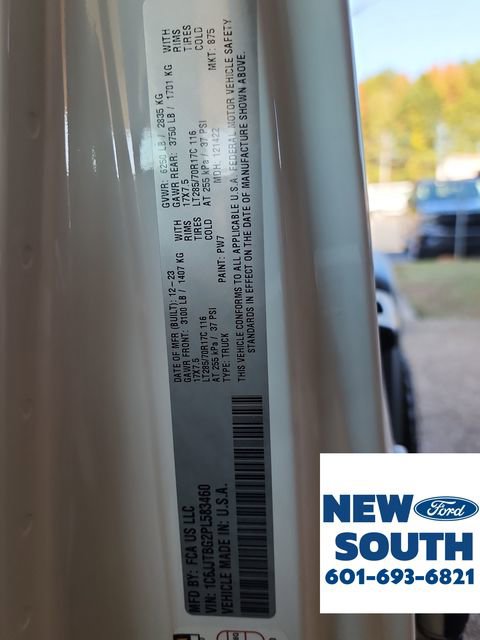 MFD BY: FCA US LLC
DATE OF MFR (BUILT): 12-23
GVWR: 6250 LB / 2835 KG
GAWR FRONT: 3100 LB / 1407 KG WITH
GAWR REAR: 3750 LB / 1701 KG WITH
17X7.5 RIMS
17X7.5 RIMS
LT285/70R17C 116 TIRES
LT285/70R17C 116 TIRES
AT 255 kPa / 37 PSI COLD
AT 255 kPa / 37 PSI COLD
VIN: 1C6JJTBG2PL583460
TYPE: TRUCK
PAINT: PW7
MDH: 121422
MKT: 875
VEHICLE MADE IN: U.S.A.
THIS VEHICLE CONFORMS TO ALL APPLICABLE U.S.A. FEDERAL MOTOR VEHICLE SAFETY
STANDARDS IN EFFECT ON THE DATE OF MANUFACTURE SHOWN ABOVE.
NEW Ford
SOUTH
601-693-6821